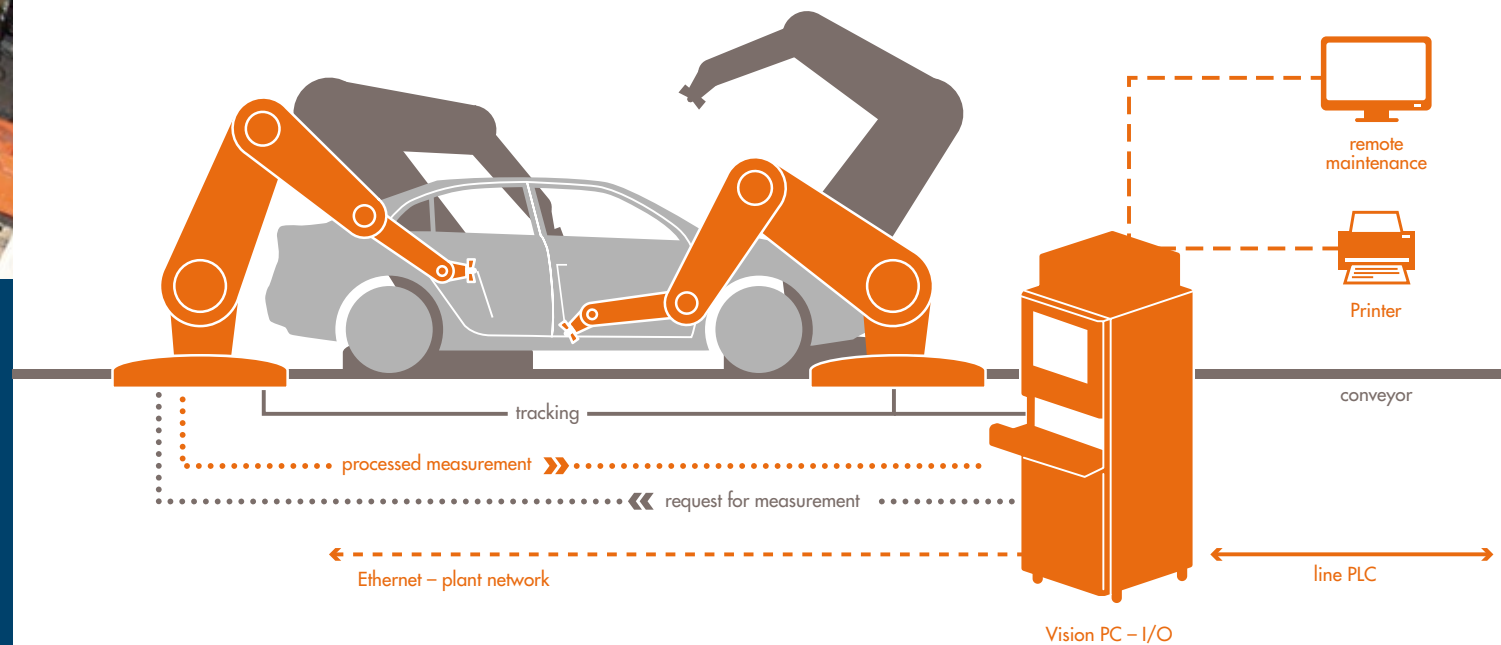 remote
maintenance
Printer
conveyor
tracking
processed measurement
request for measurement
Ethernet – plant network
line PLC
Vision PC – I/O